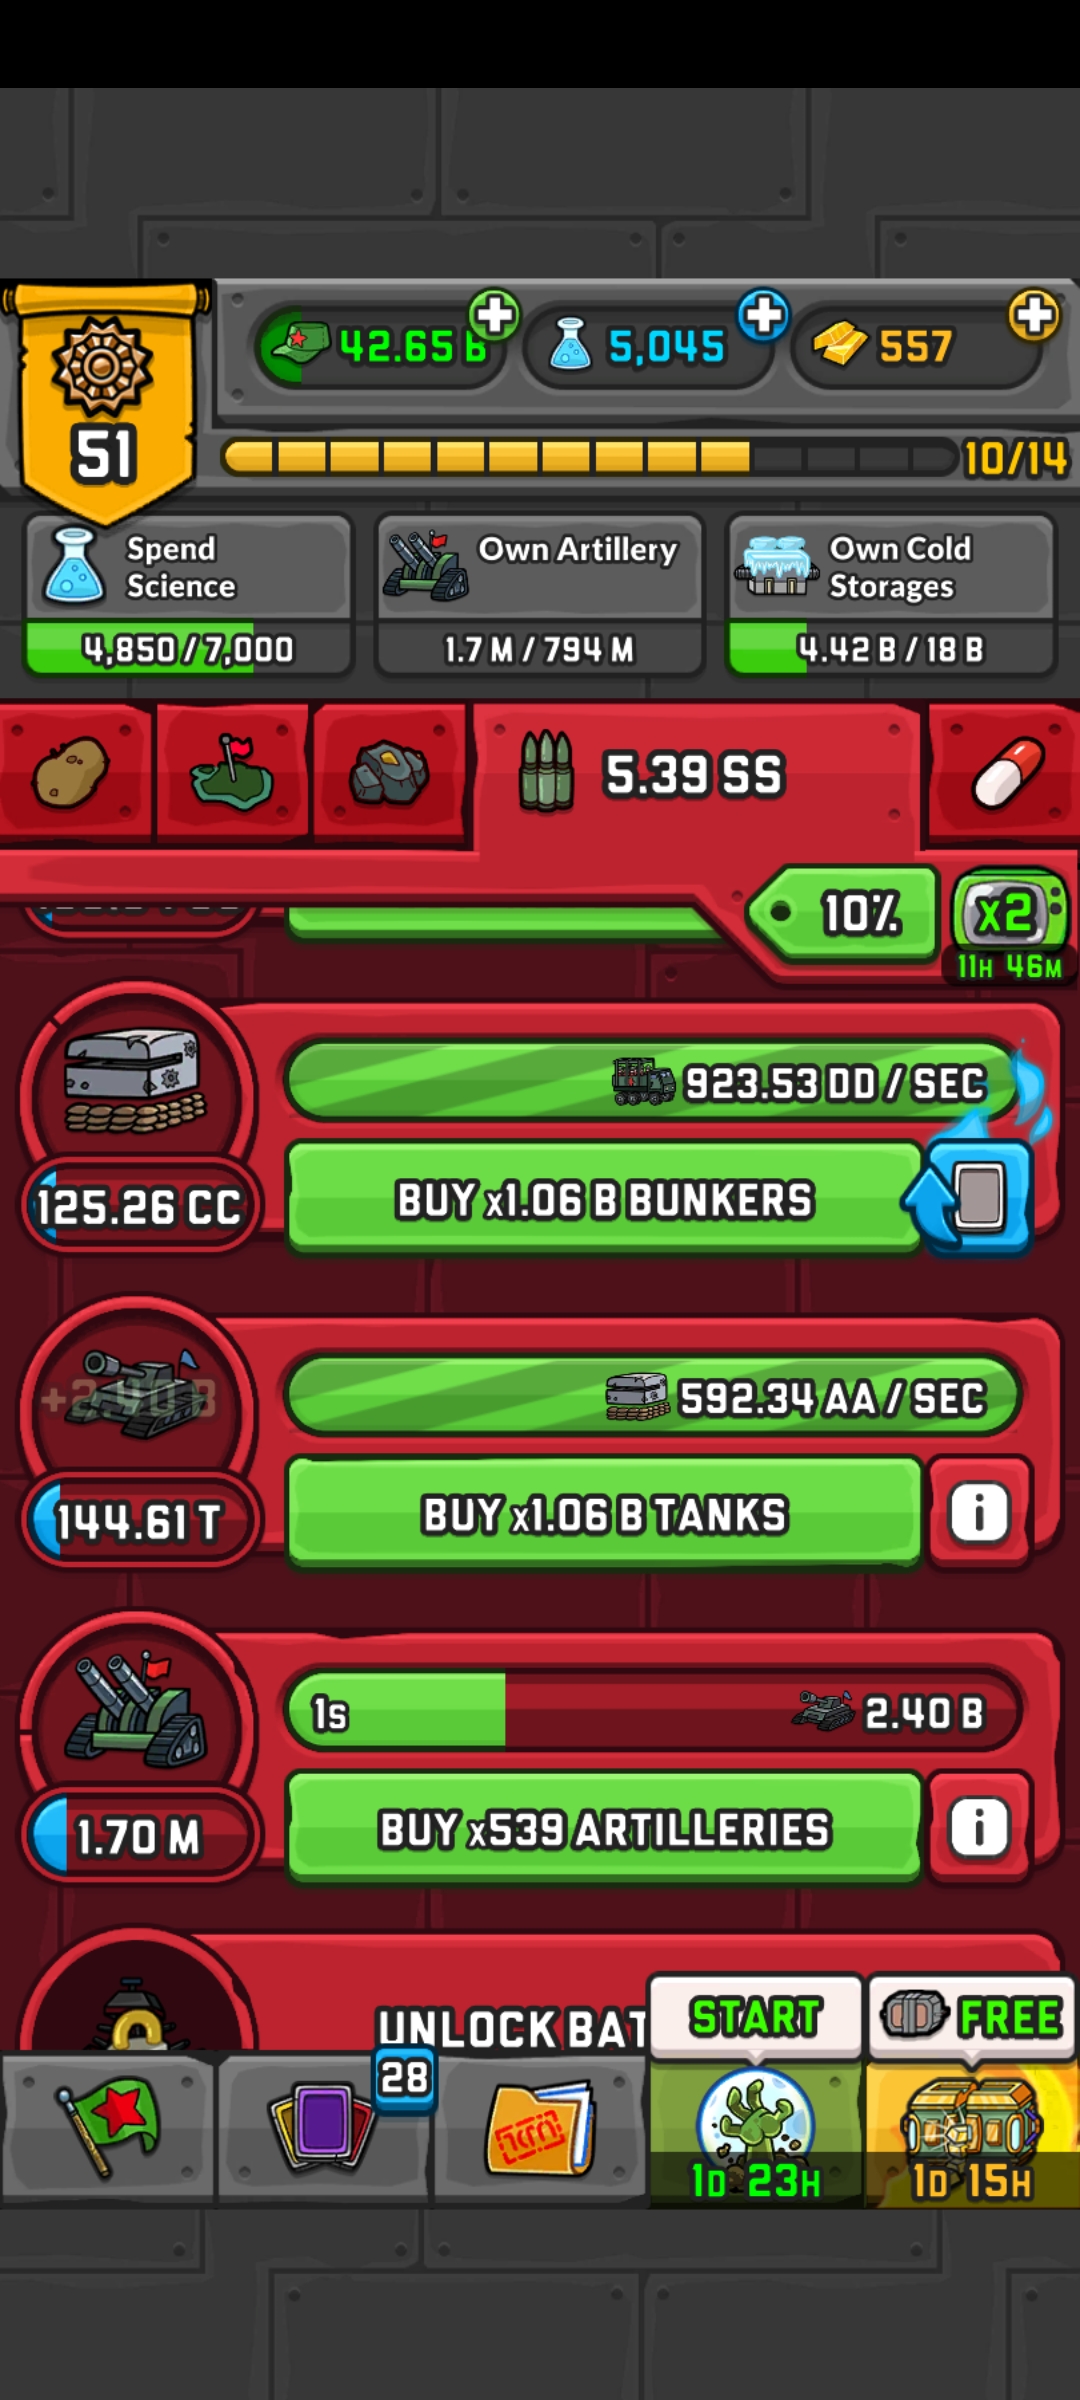 42.65 B
5,045
557
51
10/14
Spend
Science
4,850/7,000
Own Artillery
1.7 M / 794 M
Own Cold
Storages
4.42 B / 18 B
5.39 SS
10%
x2
11H 46M
923.53 DD / SEC
125.26 CC
BUY x1.06 B BUNKERS
+2.40 B
592.34 AA / SEC
144.61 T
BUY x1.06 B TANKS
i
1s
2.40 B
1.70 M
BUY x539 ARTILLERIES
i
UNLOCK BAT
START
FREE
28
1D 23H
1D 15H